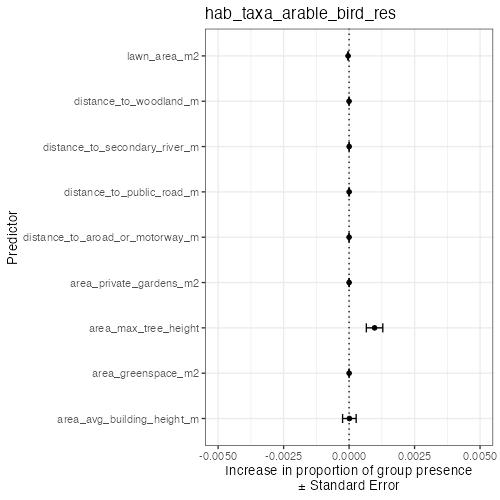 hab_taxa_arable_bird_res
Predictor
lawn_area_m2
distance_to_woodland_m
distance_to_secondary_river_m
distance_to_public_road_m
distance_to_aroad_or_motorway_m
area_private_gardens_m2
area_max_tree_height
area_greenspace_m2
area_avg_building_height_m
-0.0050 -0.0025 0.0000 0.0025 0.0050
Increase in proportion of group presence
± Standard Error